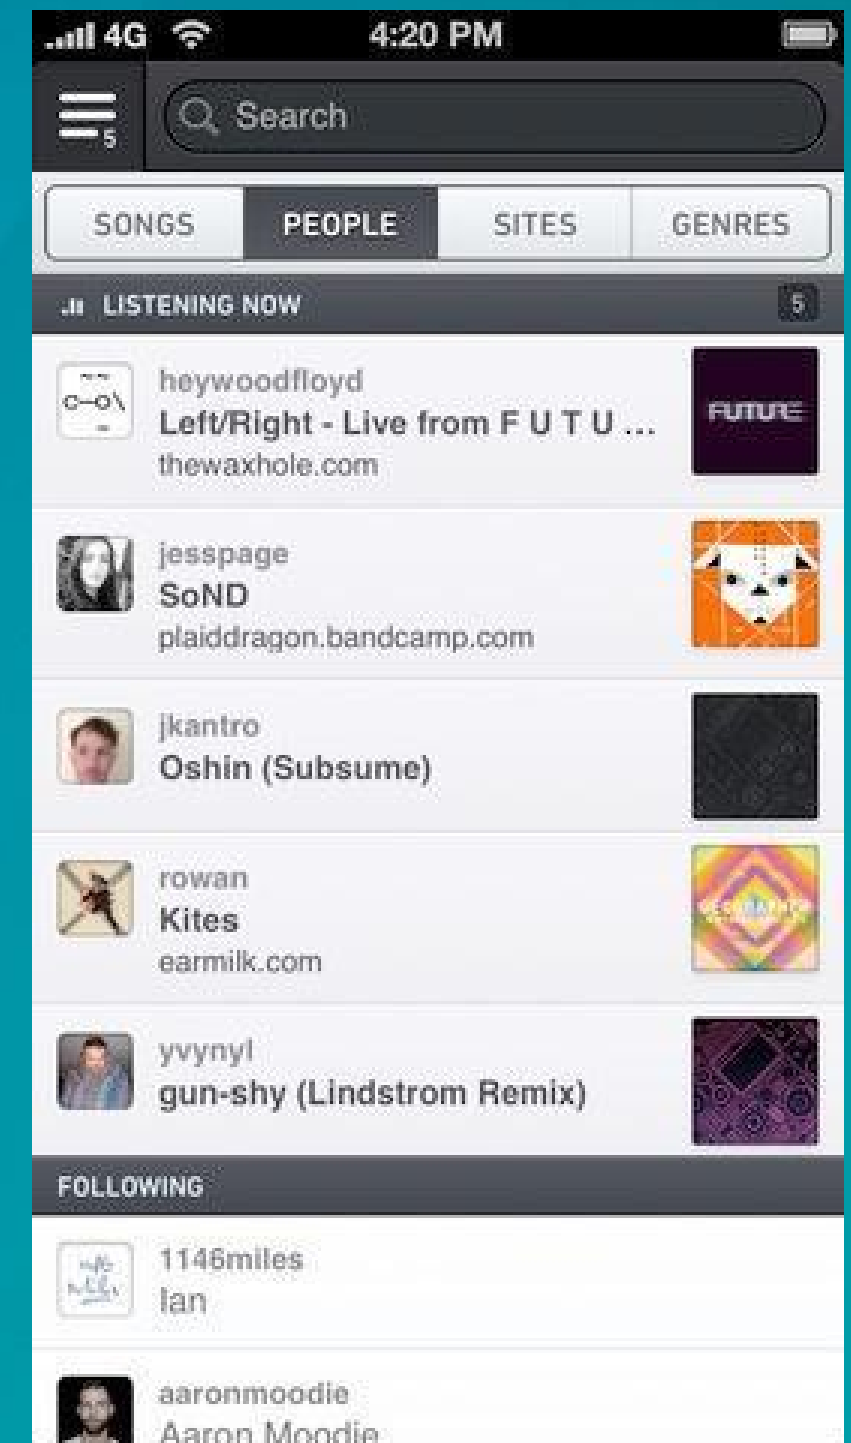 4G 4:20 PM
5
Search
SONGS PEOPLE SITES GENRES
LISTENING NOW 5
heywoodfloyd
Left/Right - Live from F U T U ...
thewaxhole.com
FUTURE
jesspage
SoND
plaiddragon.bandcamp.com
jkantro
Oshin (Subsume)
rowan
Kites
earmilk.com
GEOGRAPHER
yvynyl
gun-shy (Lindstrom Remix)
FOLLOWING
1146miles
Ian
aaronmoodie
Aaron Moodie